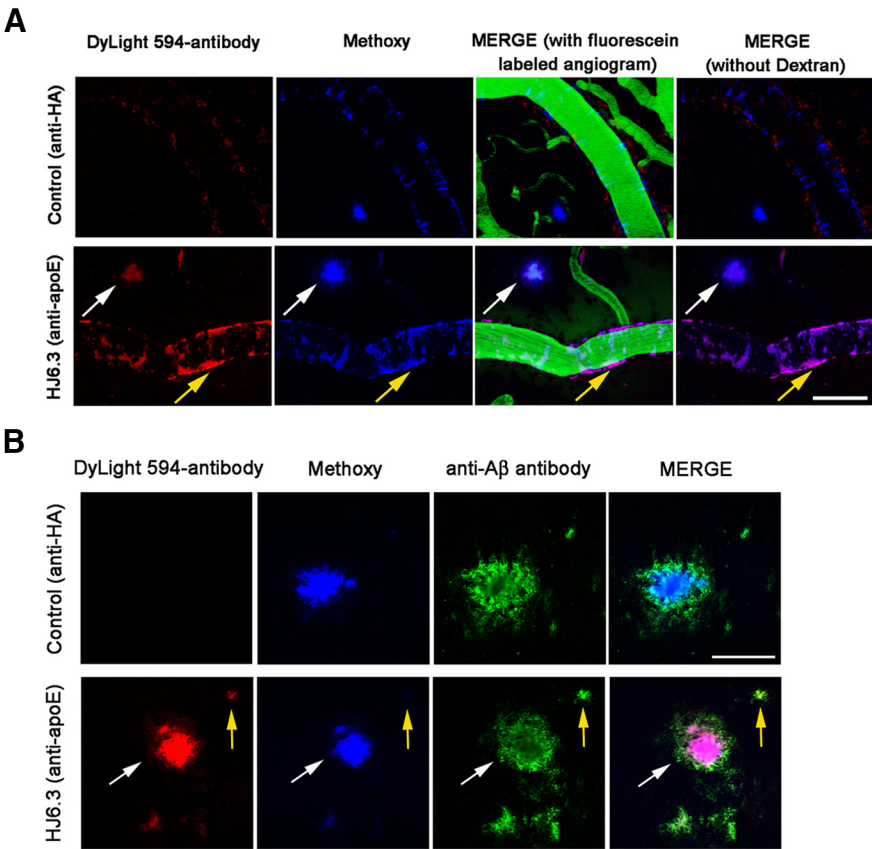 A
DyLight 594-antibody
Methoxy
MERGE (with fluorescein
labeled angiogram)
MERGE
(without Dextran)
Control (anti-HA)
HJ6.3 (anti-apoE)
B
DyLight 594-antibody
Methoxy
anti-Aβ antibody
MERGE
Control (anti-HA)
HJ6.3 (anti-apoE)